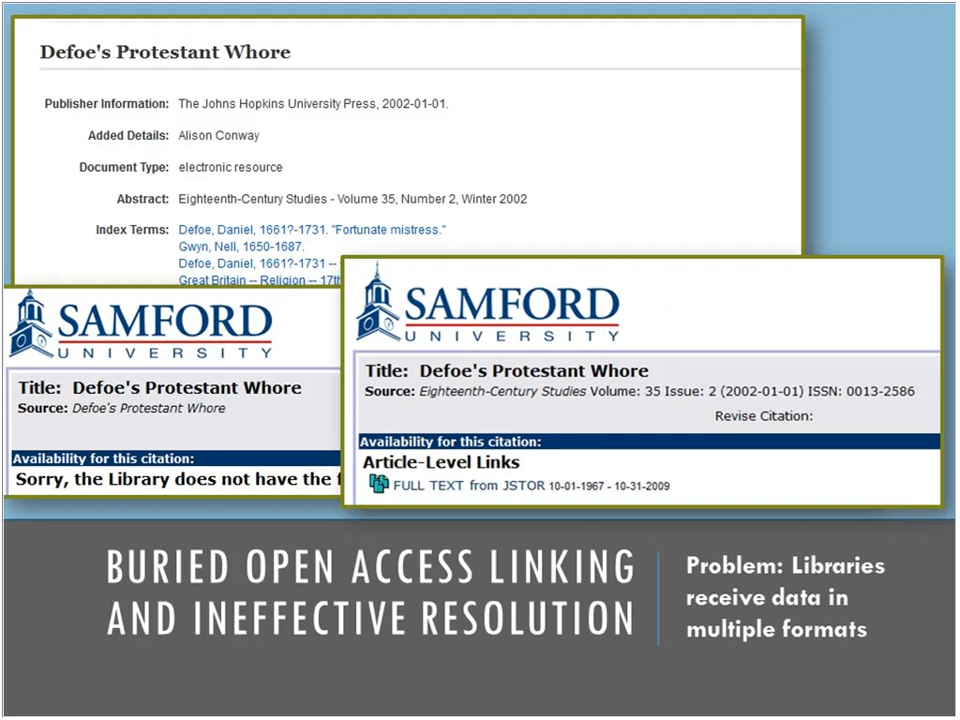 Defoe's Protestant Whore
Publisher Information: The Johns Hopkins University Press, 2002-01-01.
Added Details: Alison Conway
Document Type: electronic resource
Abstract: Eighteenth-Century Studies - Volume 35, Number 2, Winter 2002
Index Terms: Defoe, Daniel, 1661?-1731. "Fortunate mistress."
Gwyn, Nell, 1650-1687.
Defoe, Daniel, 1661?-1731 --
Great Britain -- Religion -- 17th
SAMFORD
UNIVERSITY
Title: Defoe's Protestant Whore
Source: Defoe's Protestant Whore
Availability for this citation:
Sorry, the Library does not have the
SAMFORD
UNIVERSITY
Title: Defoe's Protestant Whore
Source: Eighteenth-Century Studies Volume: 35 Issue: 2 (2002-01-01) ISSN: 0013-2586
Revise Citation:
Availability for this citation:
Article-Level Links
FULL TEXT from JSTOR 10-01-1967 - 10-31-2009
BURIED OPEN ACCESS LINKING
AND INEFFECTIVE RESOLUTION
Problem: Libraries
receive data in
multiple formats